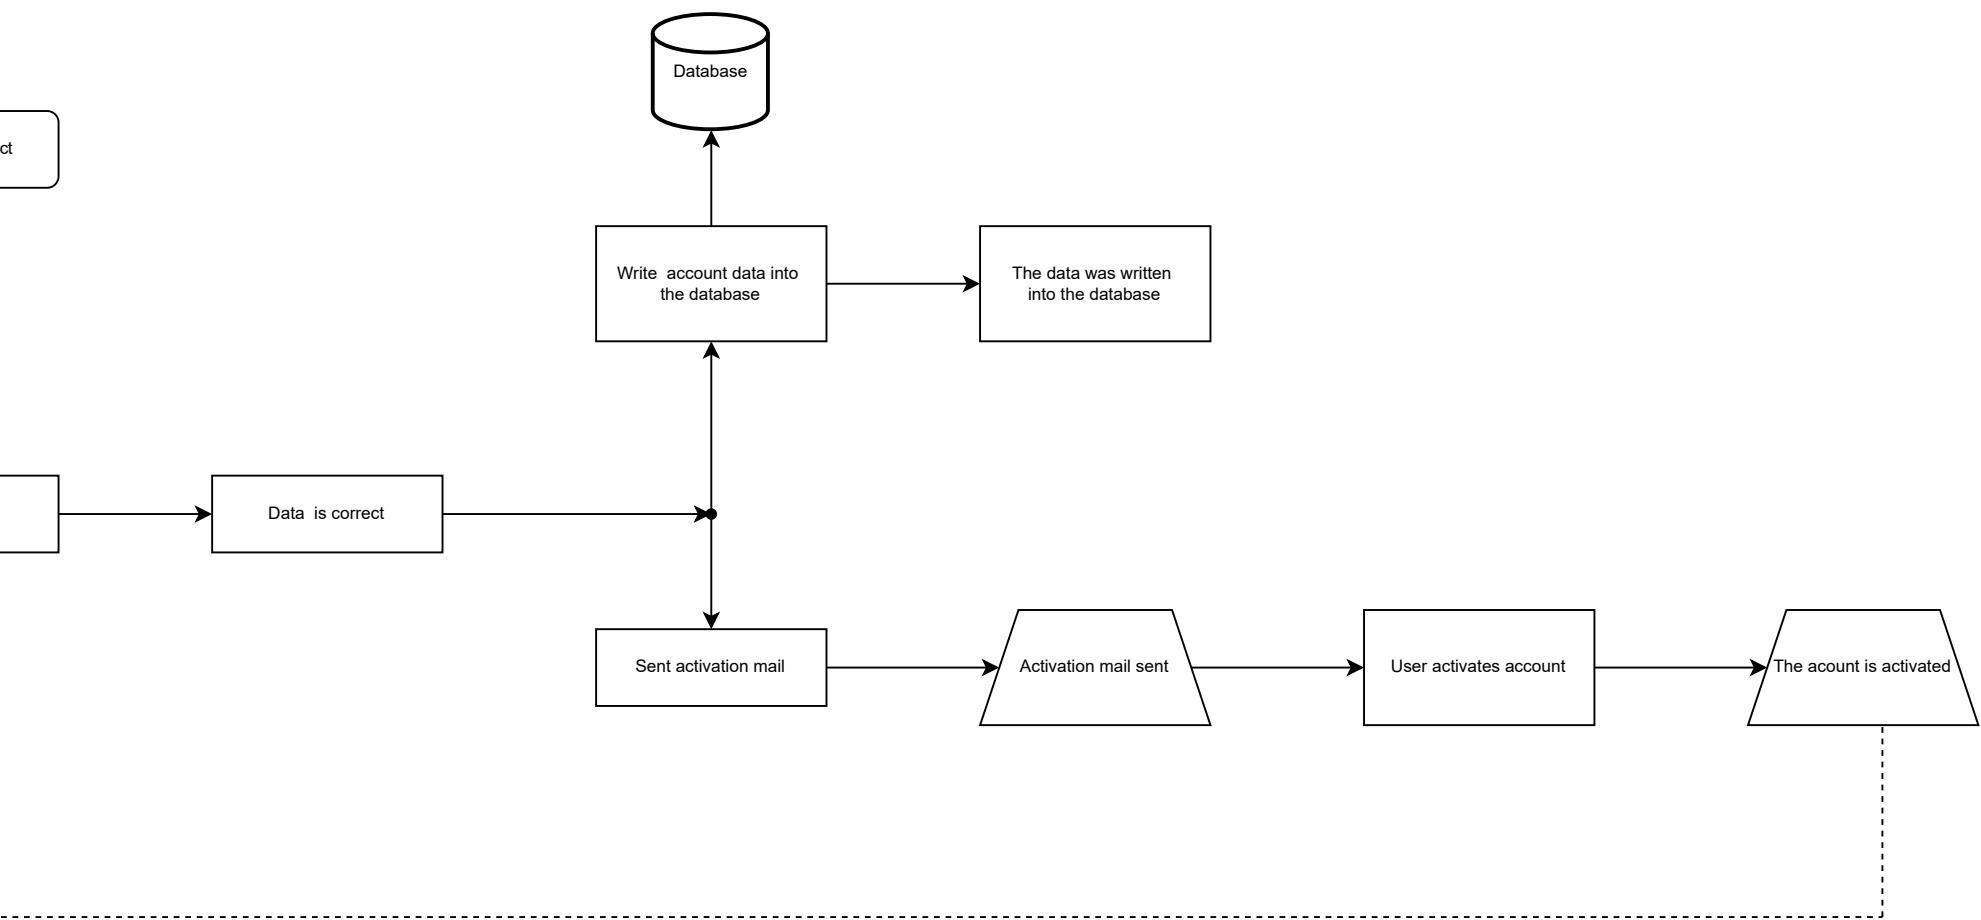 Database
ct
Write  account data into
the database
The data was written
into the database
Data  is correct
Sent activation mail
Activation mail sent
User activates account
The acount is activated